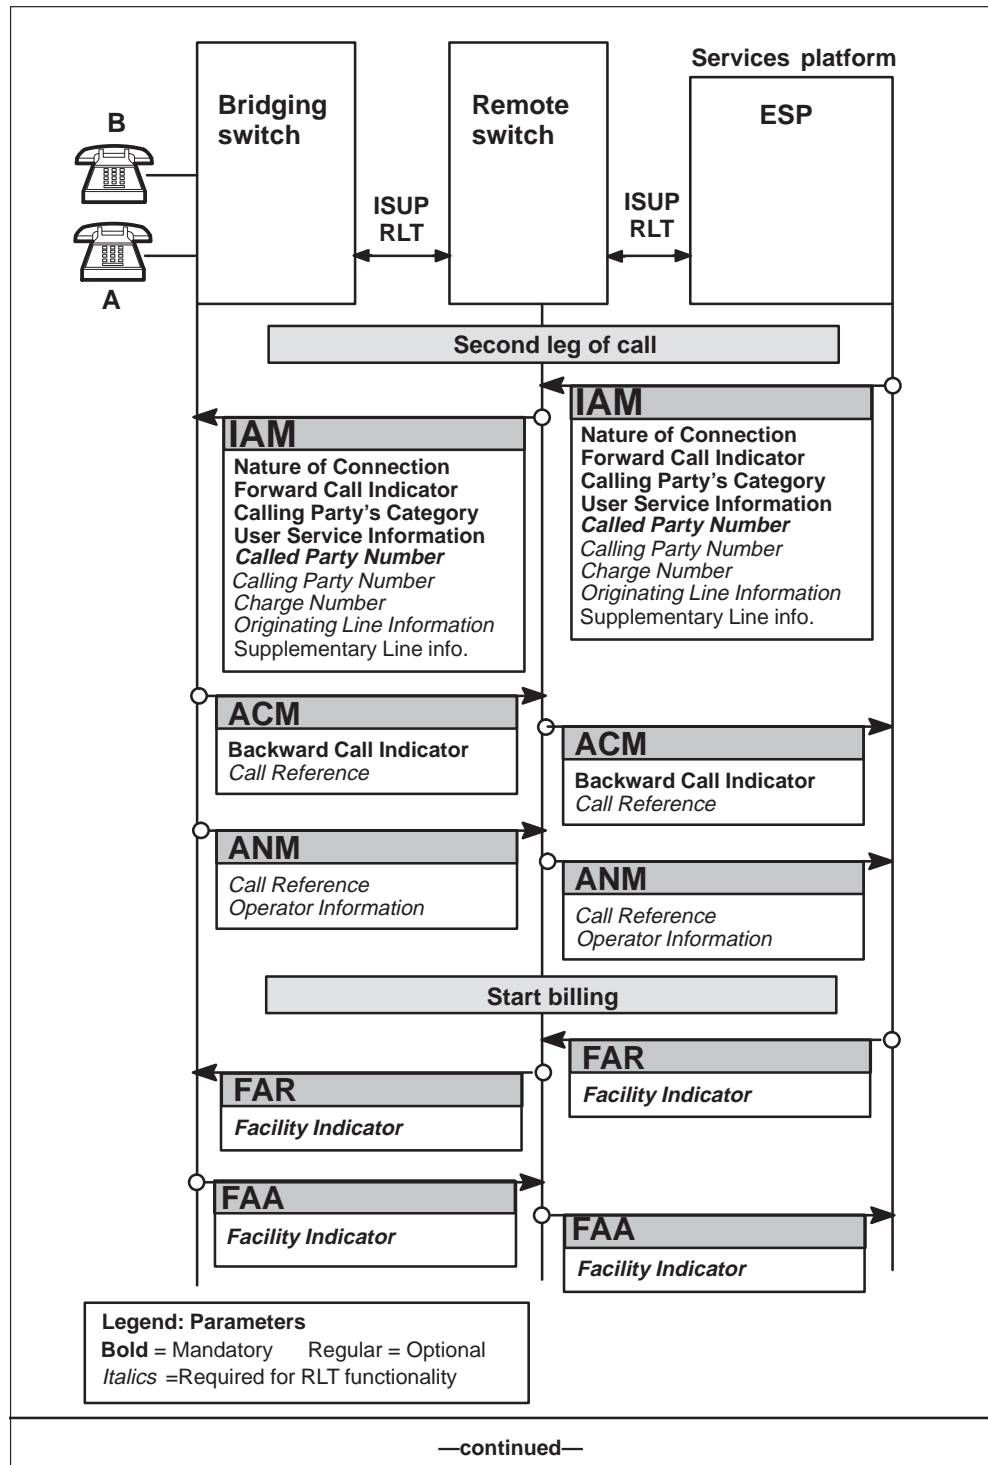 Services platform
Bridging
switch
Remote
switch
ESP
B
A
ISUP
RLT
ISUP
RLT
Second leg of call
IAM
Nature of Connection
Forward Call Indicator
Calling Party's Category
User Service Information
Called Party Number
Calling Party Number
Charge Number
Originating Line Information
Supplementary Line info.
IAM
Nature of Connection
Forward Call Indicator
Calling Party's Category
User Service Information
Called Party Number
Calling Party Number
Charge Number
Originating Line Information
Supplementary Line info.
ACM
Backward Call Indicator
Call Reference
ACM
Backward Call Indicator
Call Reference
ANM
Call Reference
Operator Information
ANM
Call Reference
Operator Information
Start billing
FAR
Facility Indicator
FAR
Facility Indicator
FAA
Facility Indicator
FAA
Facility Indicator
Legend: Parameters
Bold = Mandatory Regular = Optional
Italics =Required for RLT functionality
—continued—